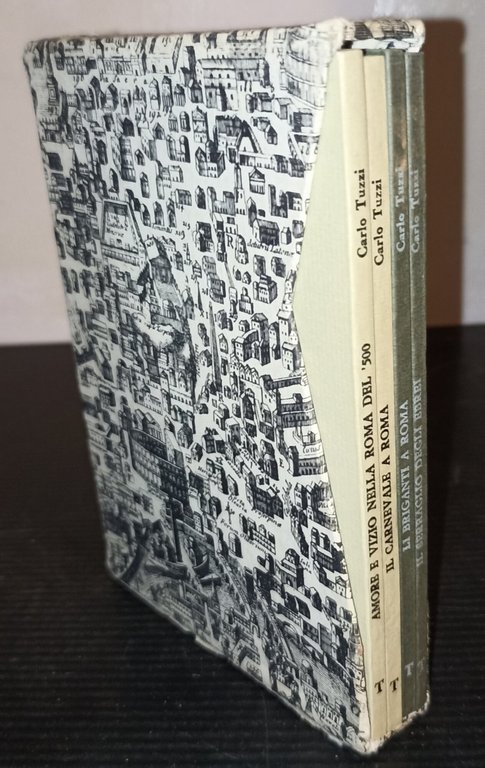 Carlo Tuzzi
AMORE E VIZIO NELLA ROMA DEL '500
T
Carlo Tuzzi
IL CARNEVALE A ROMA
T
Carlo Tuzzi
LI BRIGANTI A ROMA
T
Carlo Tuzzi
IL SERRAGLIO DEGLI EBREI
T